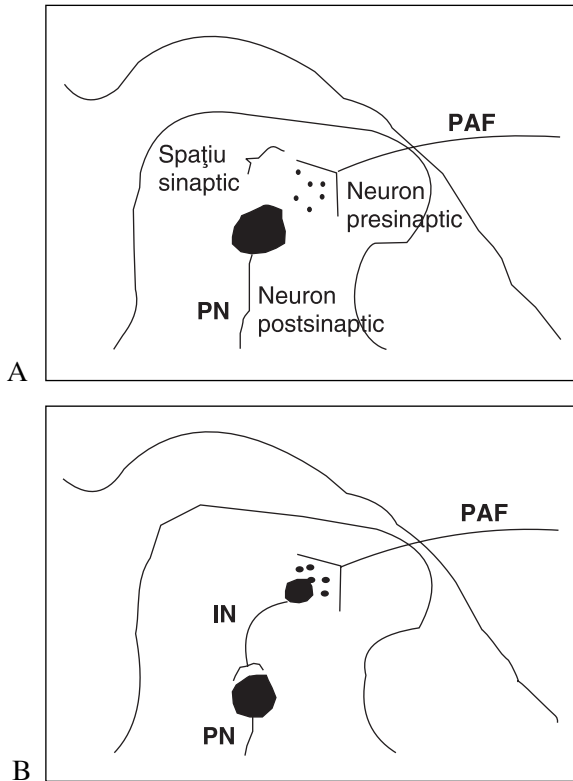 PAF
Spaţiu
sinaptic
Neuron
presinaptic
PN
Neuron
postsinaptic
A
PAF
IN
PN
B